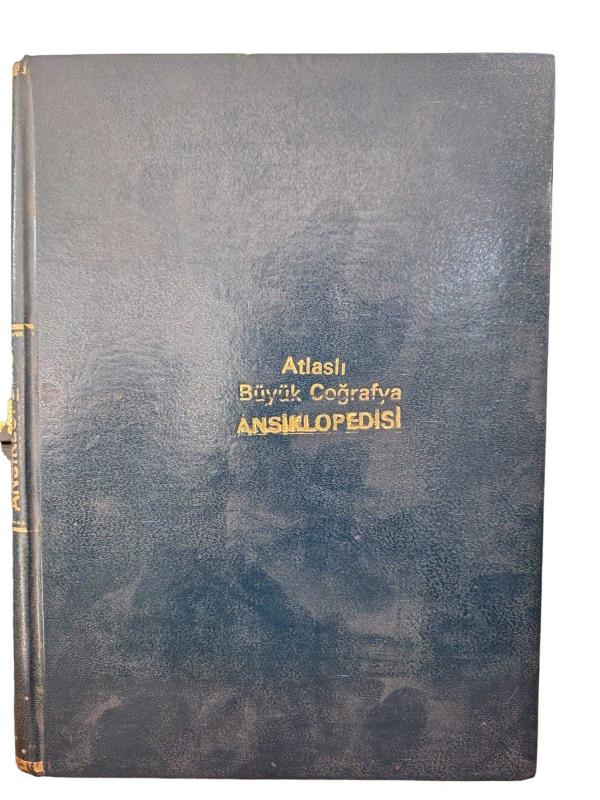 Atlaslı
Büyük Coğrafya
ANSİKLOPEDİSİ